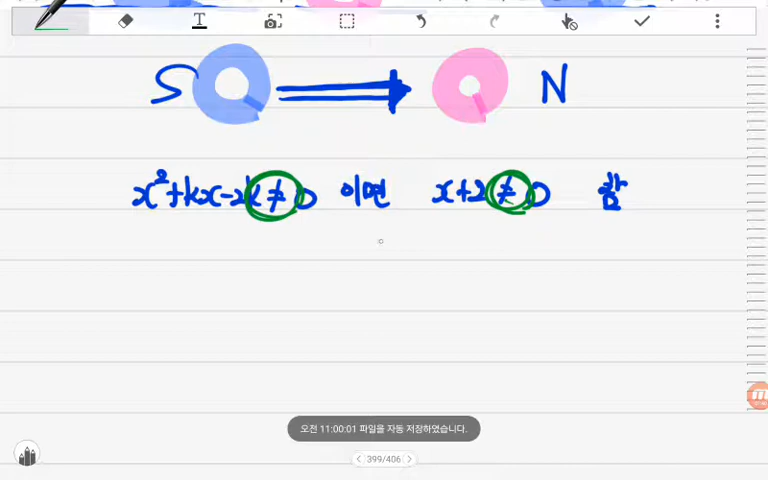 T
S N
x²+kx-2k≠0 이면 x+2≠0 참
오전 11:00:01 파일을 자동 저장하였습니다.
399/406